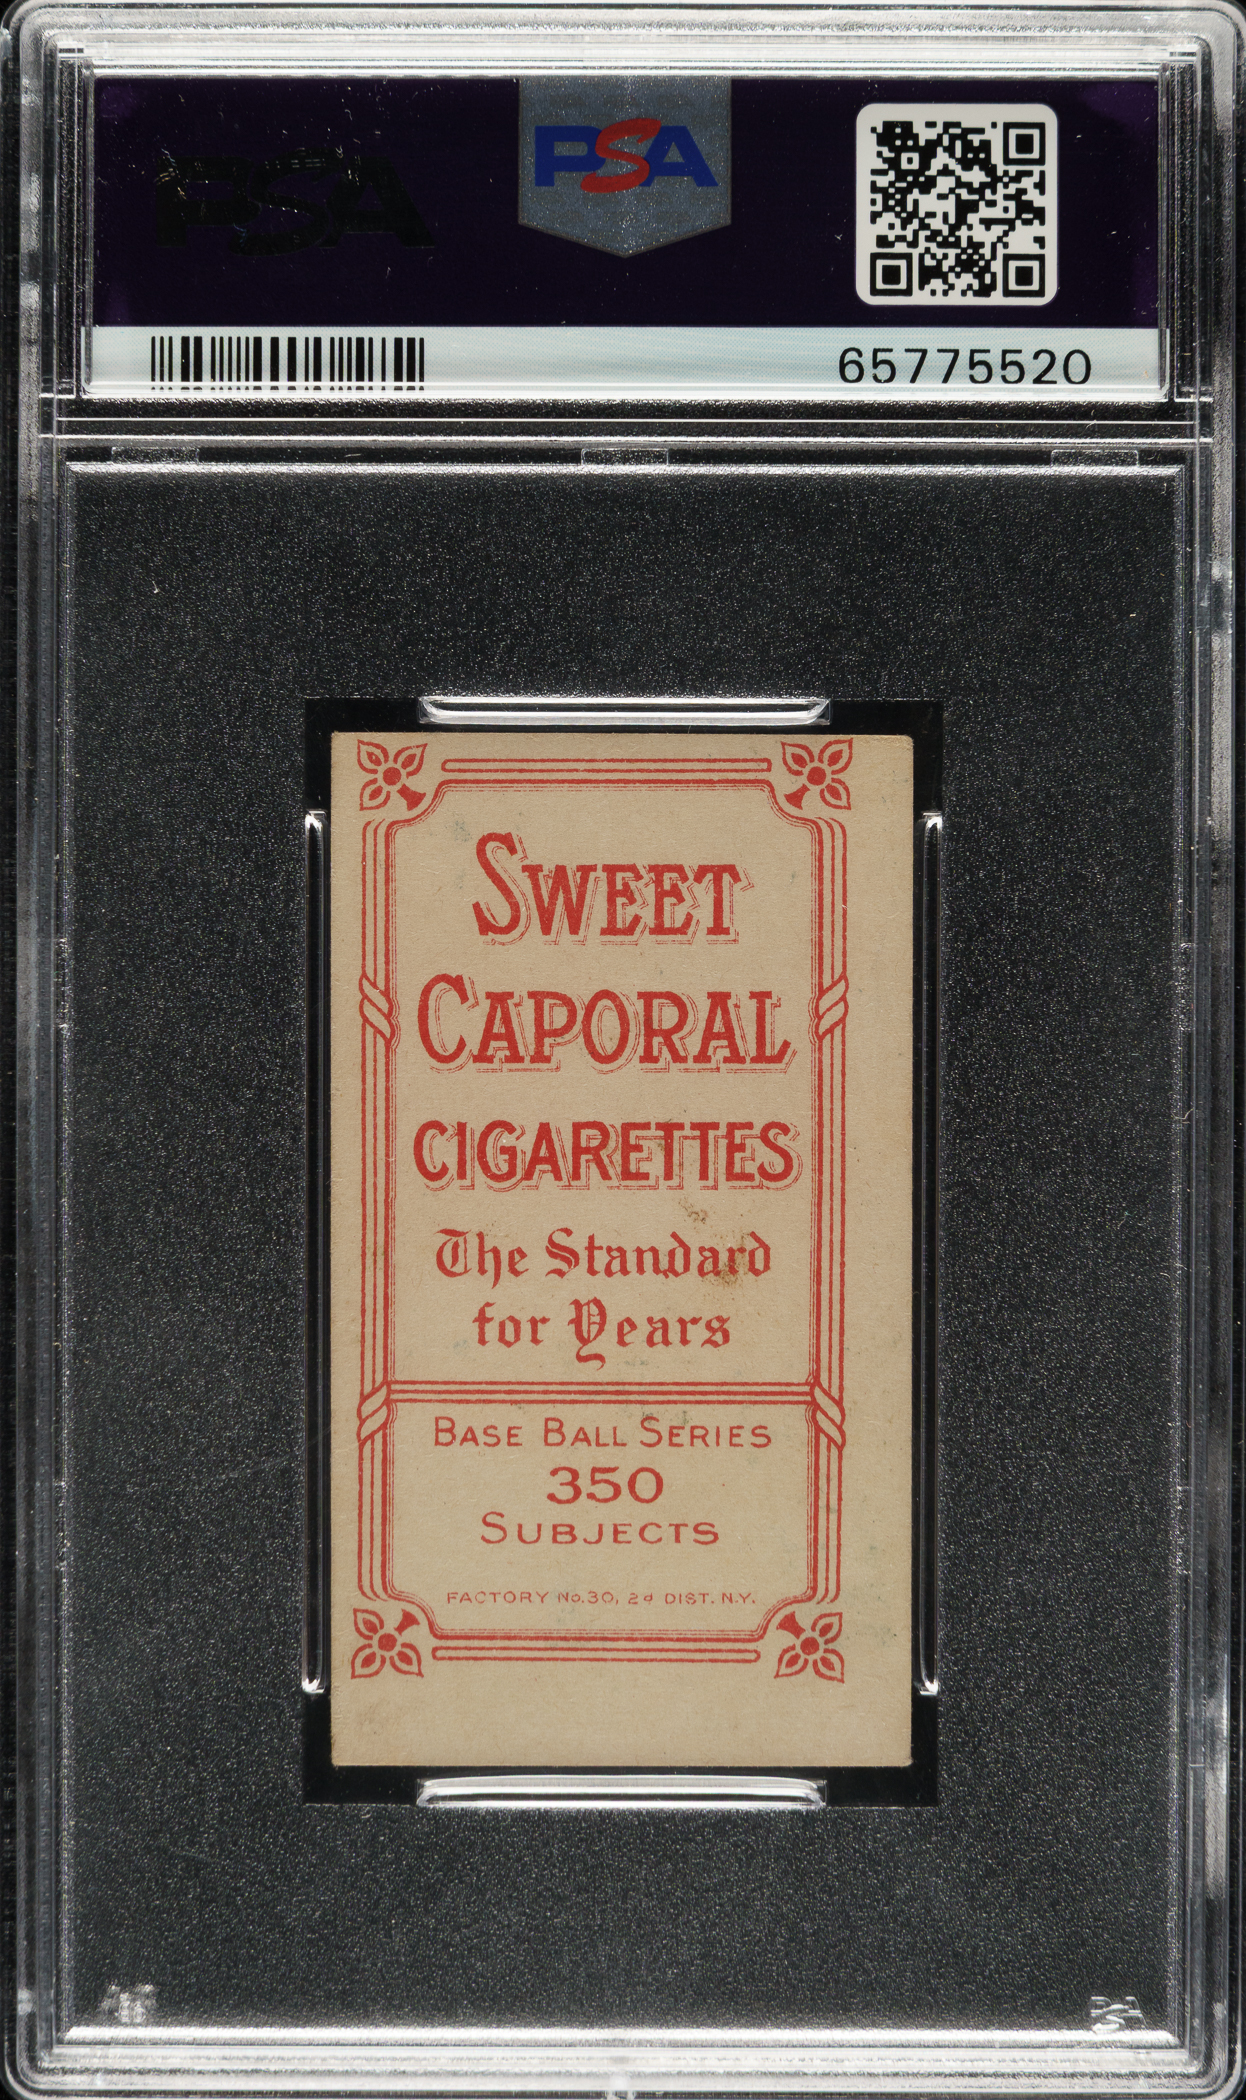 PSA
PSA
65775520
SWEET
CAPORAL
CIGARETTES
The Standard
for Years
BASE BALL SERIES
350
SUBJECTS
FACTORY No.30, 2d DIST. N.Y.
PSA